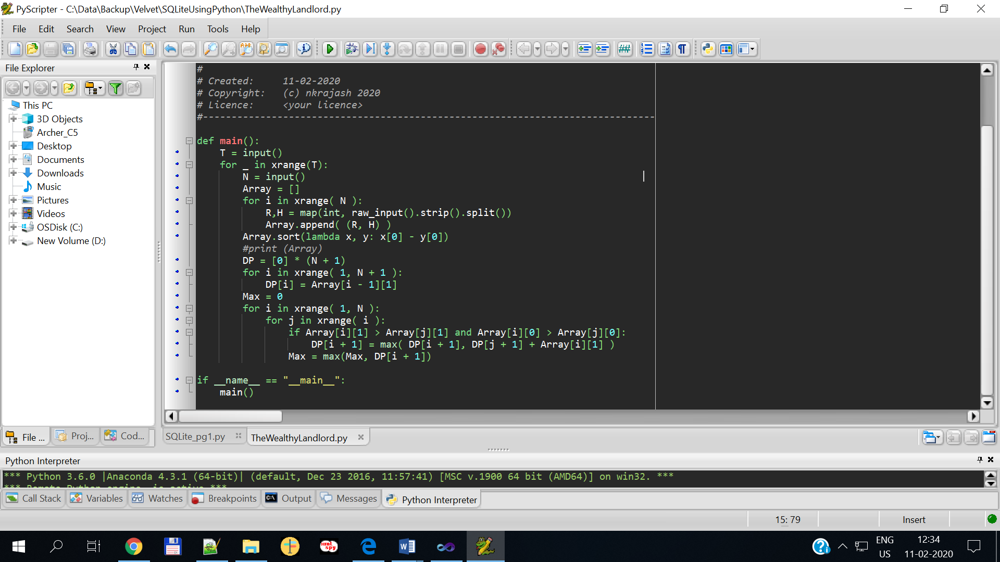 PyScripter - C:\Data\Backup\Velvet\SQLiteUsingPython\TheWealthyLandlord.py
File Edit Search View Project Run Tools Help
File Explorer
This PC
3D Objects
Archer_C5
Desktop
Documents
Downloads
Music
Pictures
Videos
OSDisk (C:)
New Volume (D:)
#
# Created:     11-02-2020
# Copyright:   (c) nkrajash 2020
# Licence:     <your licence>
#-------------------------------------------------------------------------------
def main():
    T = input()
    for _ in xrange(T):
        N = input()
        Array = []
        for i in xrange( N ):
            R,H = map(int, raw_input().strip().split())
            Array.append( (R, H) )
        Array.sort(lambda x, y: x[0] - y[0])
        #print (Array)
        DP = [0] * (N + 1)
        for i in xrange( 1, N + 1 ):
            DP[i] = Array[i - 1][1]
        Max = 0
        for i in xrange( 1, N ):
            for j in xrange( i ):
                if Array[i][1] > Array[j][1] and Array[i][0] > Array[j][0]:
                    DP[i + 1] = max( DP[i + 1], DP[j + 1] + Array[i][1] )
                Max = max(Max, DP[i + 1])
if __name__ == "__main__":
    main()
File ... Proj... Cod...
SQLite_pg1.py TheWealthyLandlord.py
Python Interpreter
*** Python 3.6.0 |Anaconda 4.3.1 (64-bit)| (default, Dec 23 2016, 11:57:41) [MSC v.1900 64 bit (AMD64)] on win32. ***
*** Remote Python engine is active ***
Call Stack Variables Watches Breakpoints Output Messages Python Interpreter
15: 79 Insert
xml
spy
ENG
US
12:34
11-02-2020